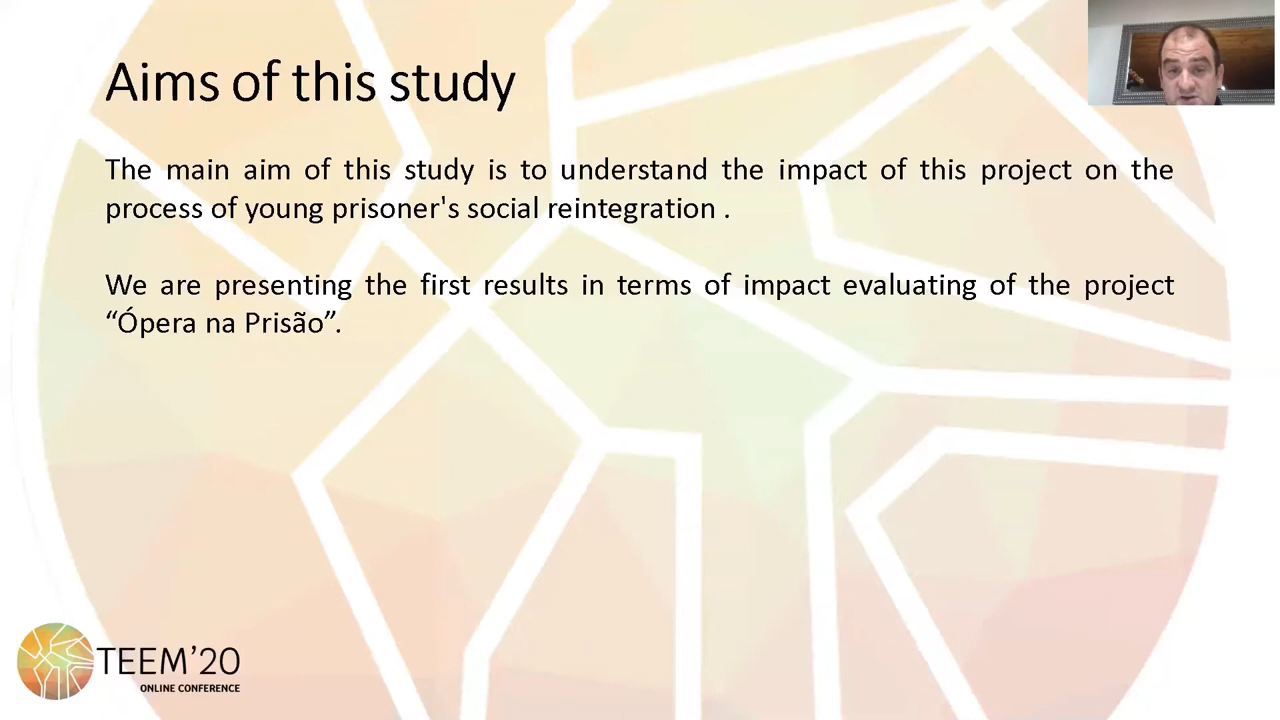 Aims of this study
The main aim of this study is to understand the impact of this project on the
process of young prisoner's social reintegration .
We are presenting the first results in terms of impact evaluating of the project
“Ópera na Prisão”.
TEEM’20
ONLINE CONFERENCE